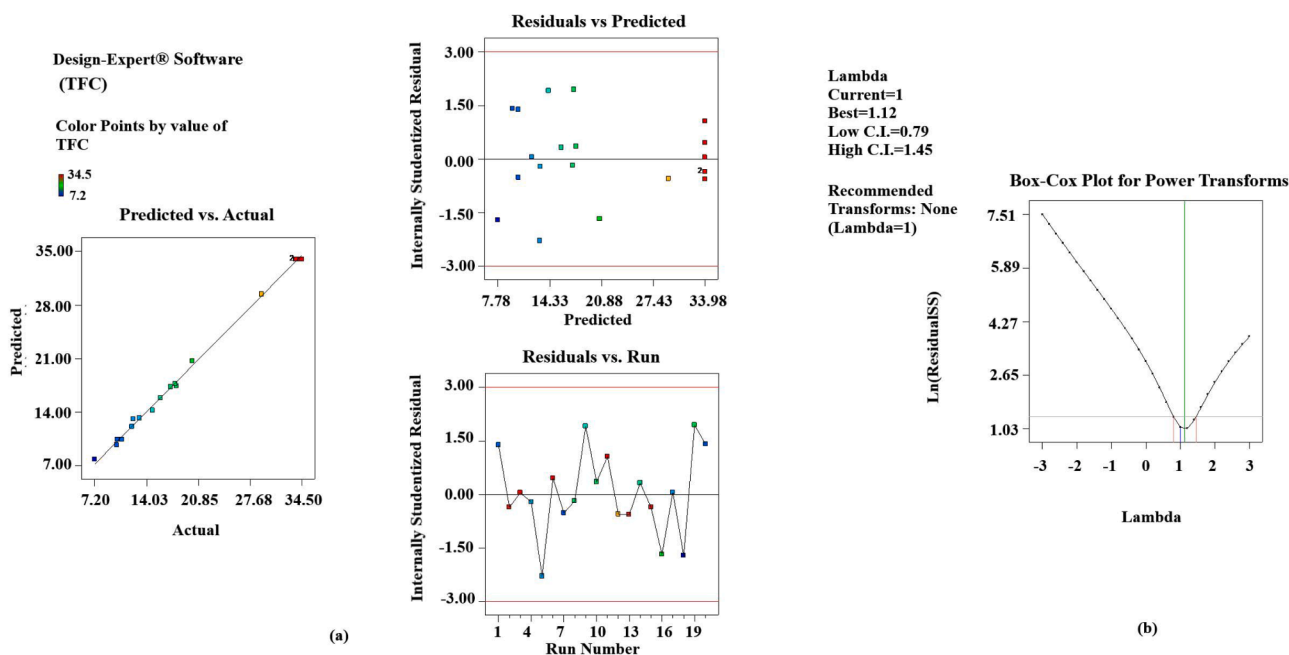 Design-Expert® Software
(TFC)
Color Points by value of
TFC
34.5
7.2
Predicted vs. Actual
35.00
28.00
21.00
14.00
7.00
Predicted
2
7.20
14.03
20.85
27.68
34.50
Actual
Residuals vs Predicted
Internally Studentized Residual
3.00
1.50
0.00
-1.50
-3.00
2
7.78
14.33
20.88
27.43
33.98
Predicted
Residuals vs. Run
Internally Studentized Residual
3.00
1.50
0.00
-1.50
-3.00
1
4
7
10
13
16
19
Run Number
(a)
Lambda
Current=1
Best=1.12
Low C.I.=0.79
High C.I.=1.45
Recommended
Transforms: None
(Lambda=1)
Box-Cox Plot for Power Transforms
Ln(ResidualSS)
7.51
5.89
4.27
2.65
1.03
-3
-2
-1
0
1
2
3
Lambda
(b)